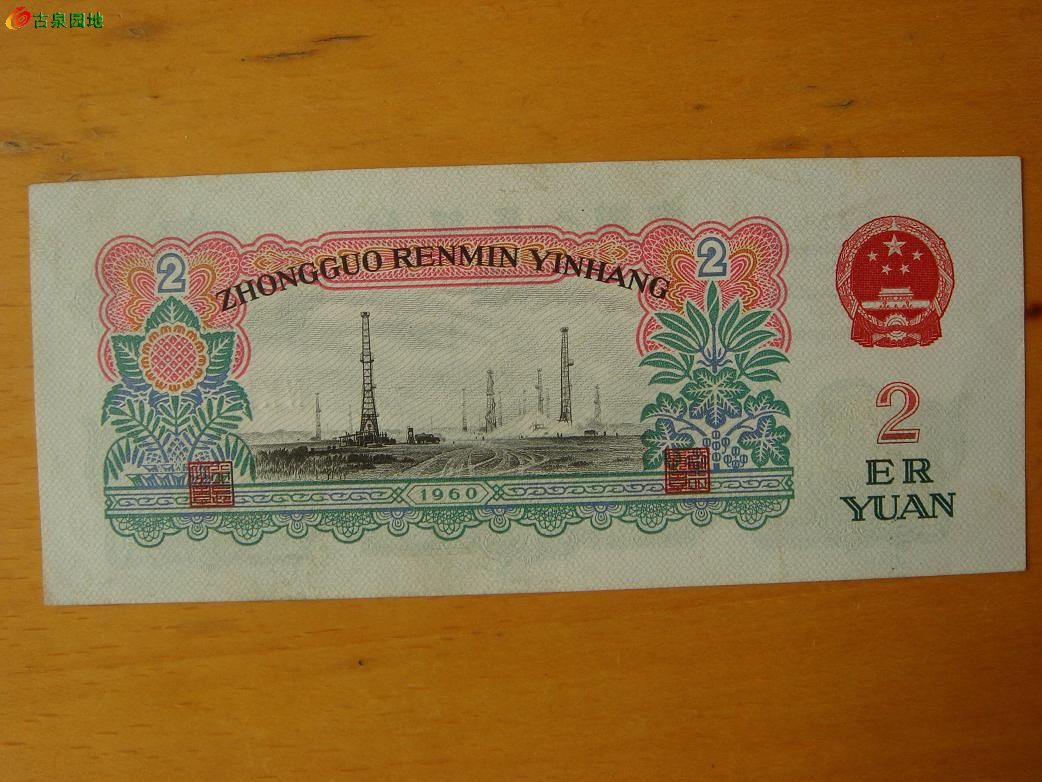 古泉园地
ZHONGGUO RENMIN YINHANG
2
2
1960
2
ER
YUAN